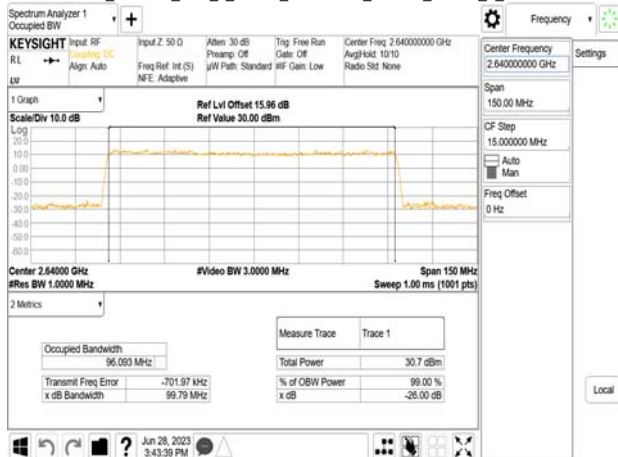 Spectrum Analyzer 1
Occupied BW
+
Frequency
KEYSIGHT
RL
Input: RF
Coupling: DC
Align: Auto
Input Z: 50 Ω
Freq Ref: Int (S)
NFE: Adaptive
Atten: 30 dB
Preamp: Off
µW Path: Standard
Trig: Free Run
Gate: Off
#IF Gain: Low
Center Freq: 2.640000000 GHz
Avg|Hold: 10/10
Radio Std: None
Center Frequency
2.640000000 GHz
Settings
Span
150.00 MHz
CF Step
15.000000 MHz
Auto
Man
Freq Offset
0 Hz
Local
1 Graph
Scale/Div 10.0 dB
Ref Lvl Offset 15.96 dB
Ref Value 30.00 dBm
Log
20.0
10.0
0.00
-10.0
-20.0
-30.0
-40.0
-50.0
-60.0
Center 2.64000 GHz
#Video BW 3.0000 MHz
Span 150 MHz
#Res BW 1.0000 MHz
Sweep 1.00 ms (1001 pts)
2 Metrics
Measure Trace
Trace 1
Occupied Bandwidth
96.093 MHz
Total Power
30.7 dBm
Transmit Freq Error
-701.97 kHz
% of OBW Power
99.00 %
x dB Bandwidth
99.79 MHz
x dB
-26.00 dB
?
Jun 28, 2023
3:43:39 PM